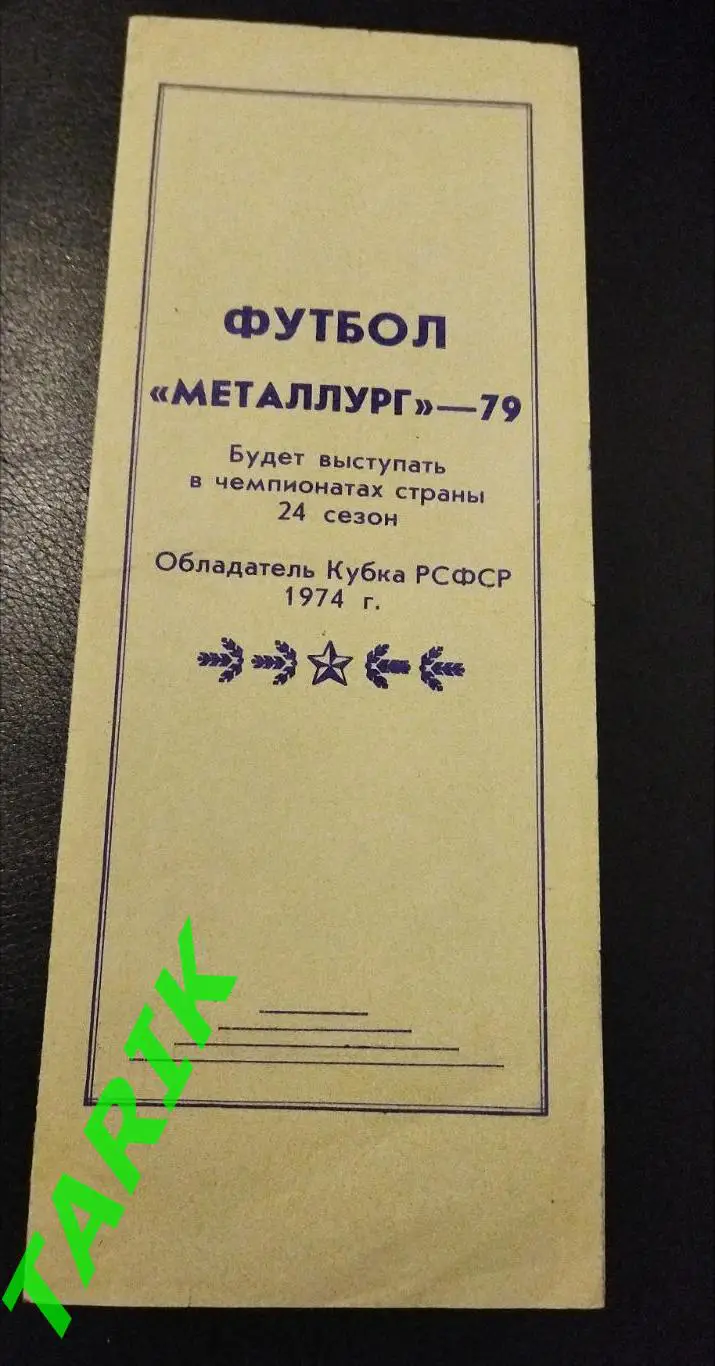 ФУТБОЛ
«МЕТАЛЛУРГ»—79
Будет выступать
в чемпионатах страны
24 сезон
Обладатель Кубка РСФСР
1974 г.
TARIK